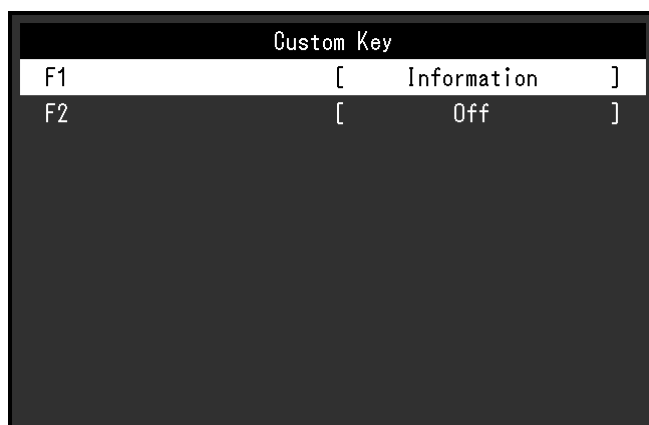 Custom Key
F1 [ Information ]
F2 [ Off ]